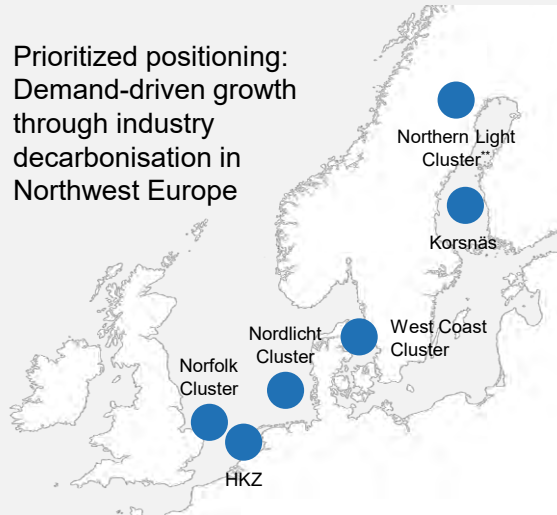 Prioritized positioning:
Demand-driven growth
through industry
decarbonisation in
Northwest Europe
Northern Light
Cluster**
Korsnäs
West Coast
Cluster
Nordlicht
Cluster
Norfolk
Cluster
HKZ